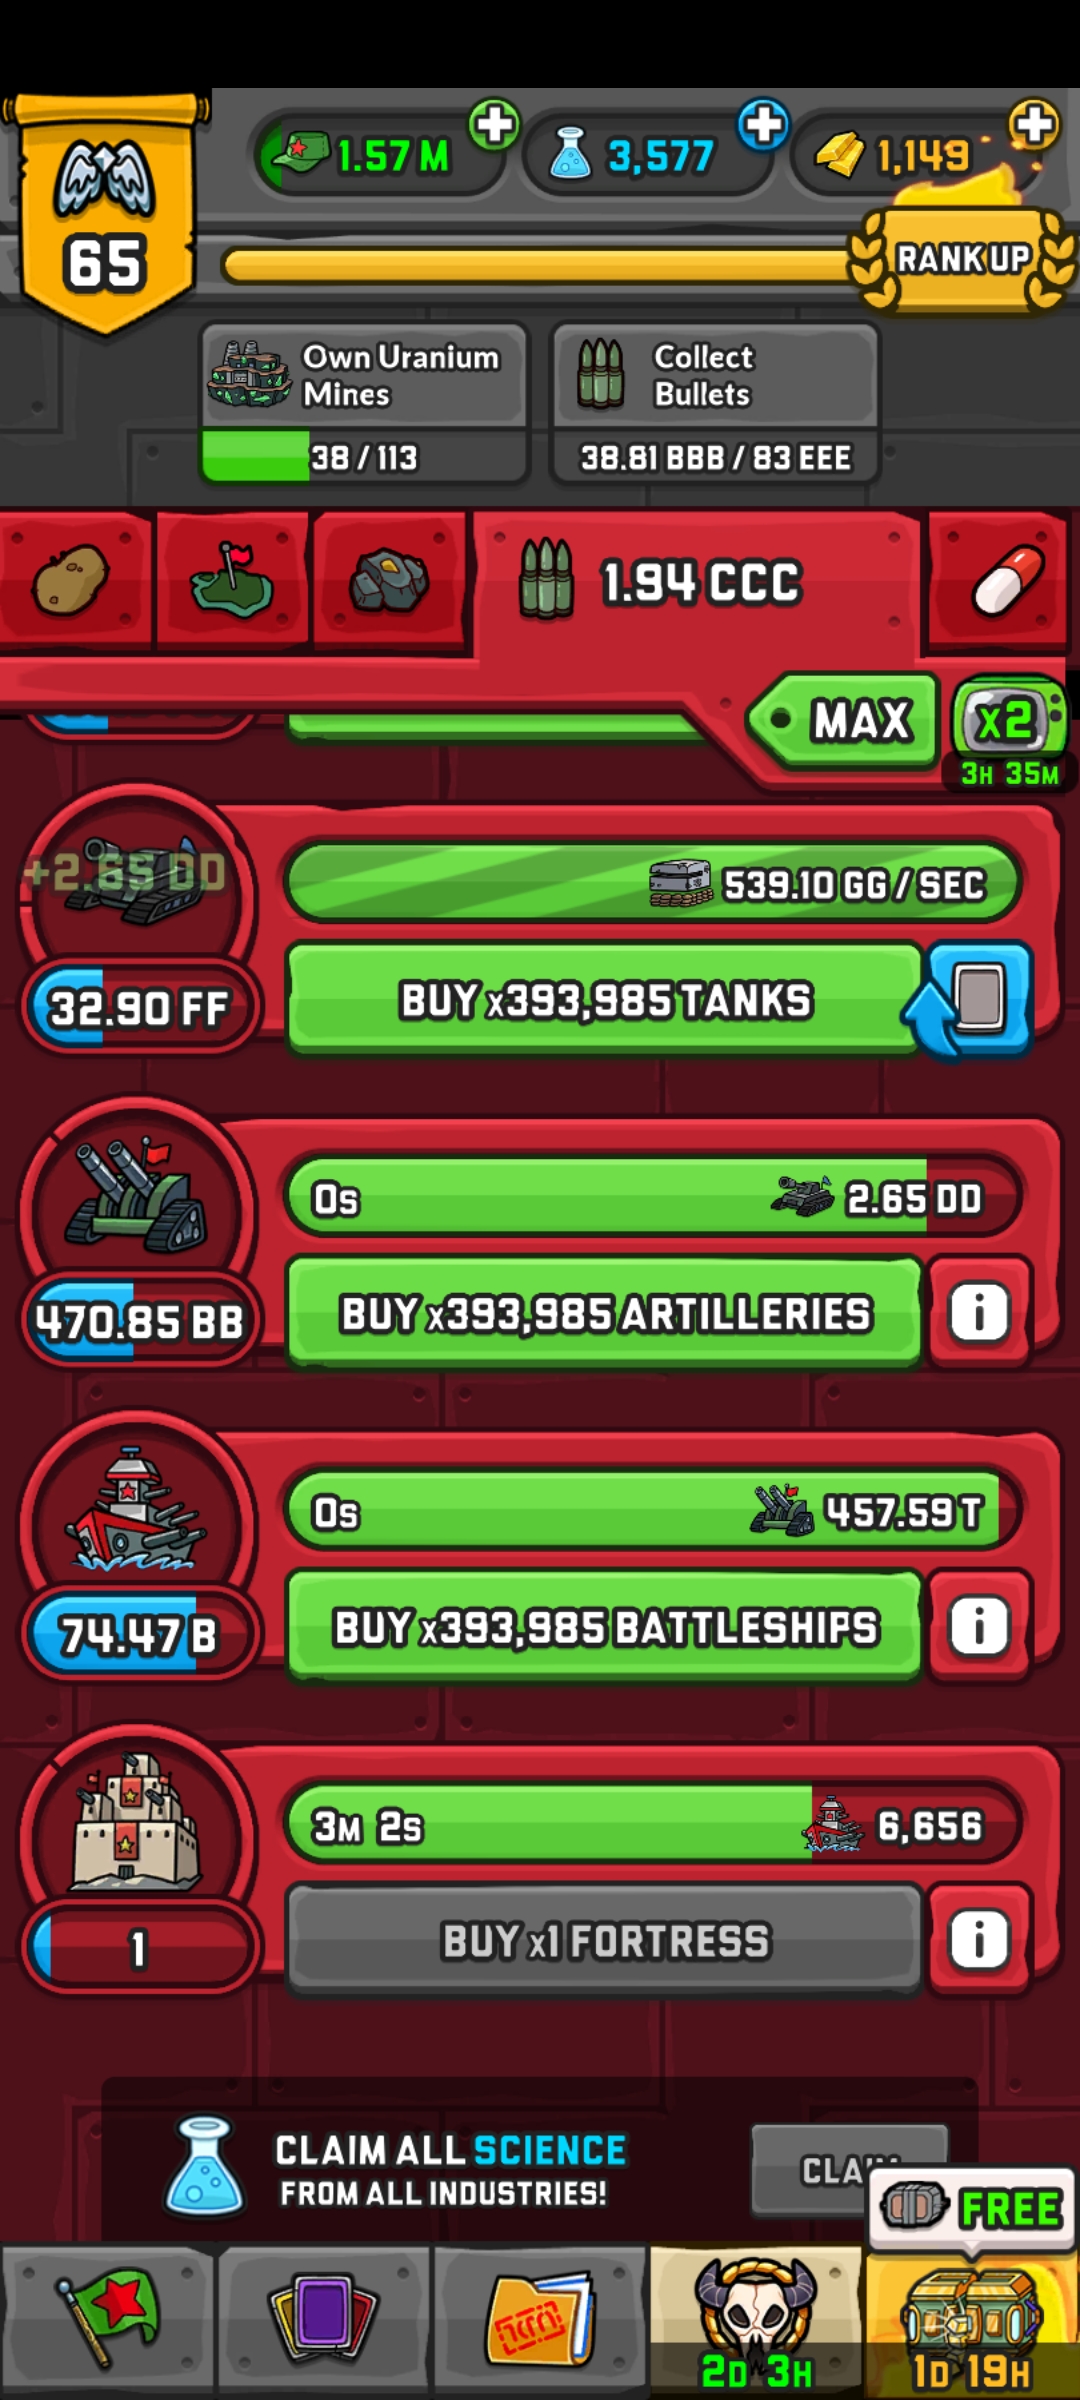 1.57 M
3,577
1,149
65
RANK UP
Own Uranium
Mines
38 / 113
Collect
Bullets
38.81 BBB / 83 EEE
1.94 CCC
MAX
x2
3H 35M
+2.65 DD
539.10 GG / SEC
32.90 FF
BUY x393,985 TANKS
0s
2.65 DD
470.85 BB
BUY x393,985 ARTILLERIES
i
0s
457.59 T
74.47 B
BUY x393,985 BATTLESHIPS
i
3M 2s
6,656
1
BUY x1 FORTRESS
i
CLAIM ALL SCIENCE
FROM ALL INDUSTRIES!
CLAIM
FREE
2D 3H
1D 19H